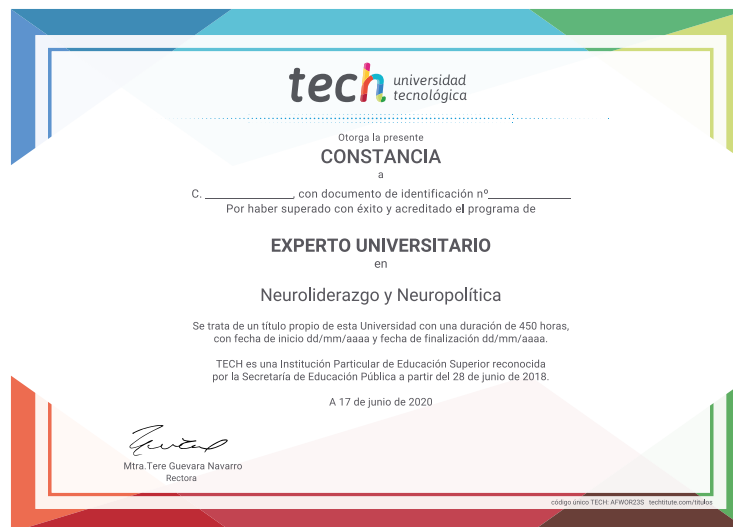 tech universidad
tecnológica
Otorga la presente
CONSTANCIA
a
C. ______________, con documento de identificación nº______________
Por haber superado con éxito y acreditado el programa de
EXPERTO UNIVERSITARIO
en
Neuroliderazgo y Neuropolítica
Se trata de un título propio de esta Universidad con una duración de 450 horas,
con fecha de inicio dd/mm/aaaa y fecha de finalización dd/mm/aaaa.
TECH es una Institución Particular de Educación Superior reconocida
por la Secretaría de Educación Pública a partir del 28 de junio de 2018.
A 17 de junio de 2020
Mtra.Tere Guevara Navarro
Rectora
código único TECH: AFWOR23S techtitute.com/titulos